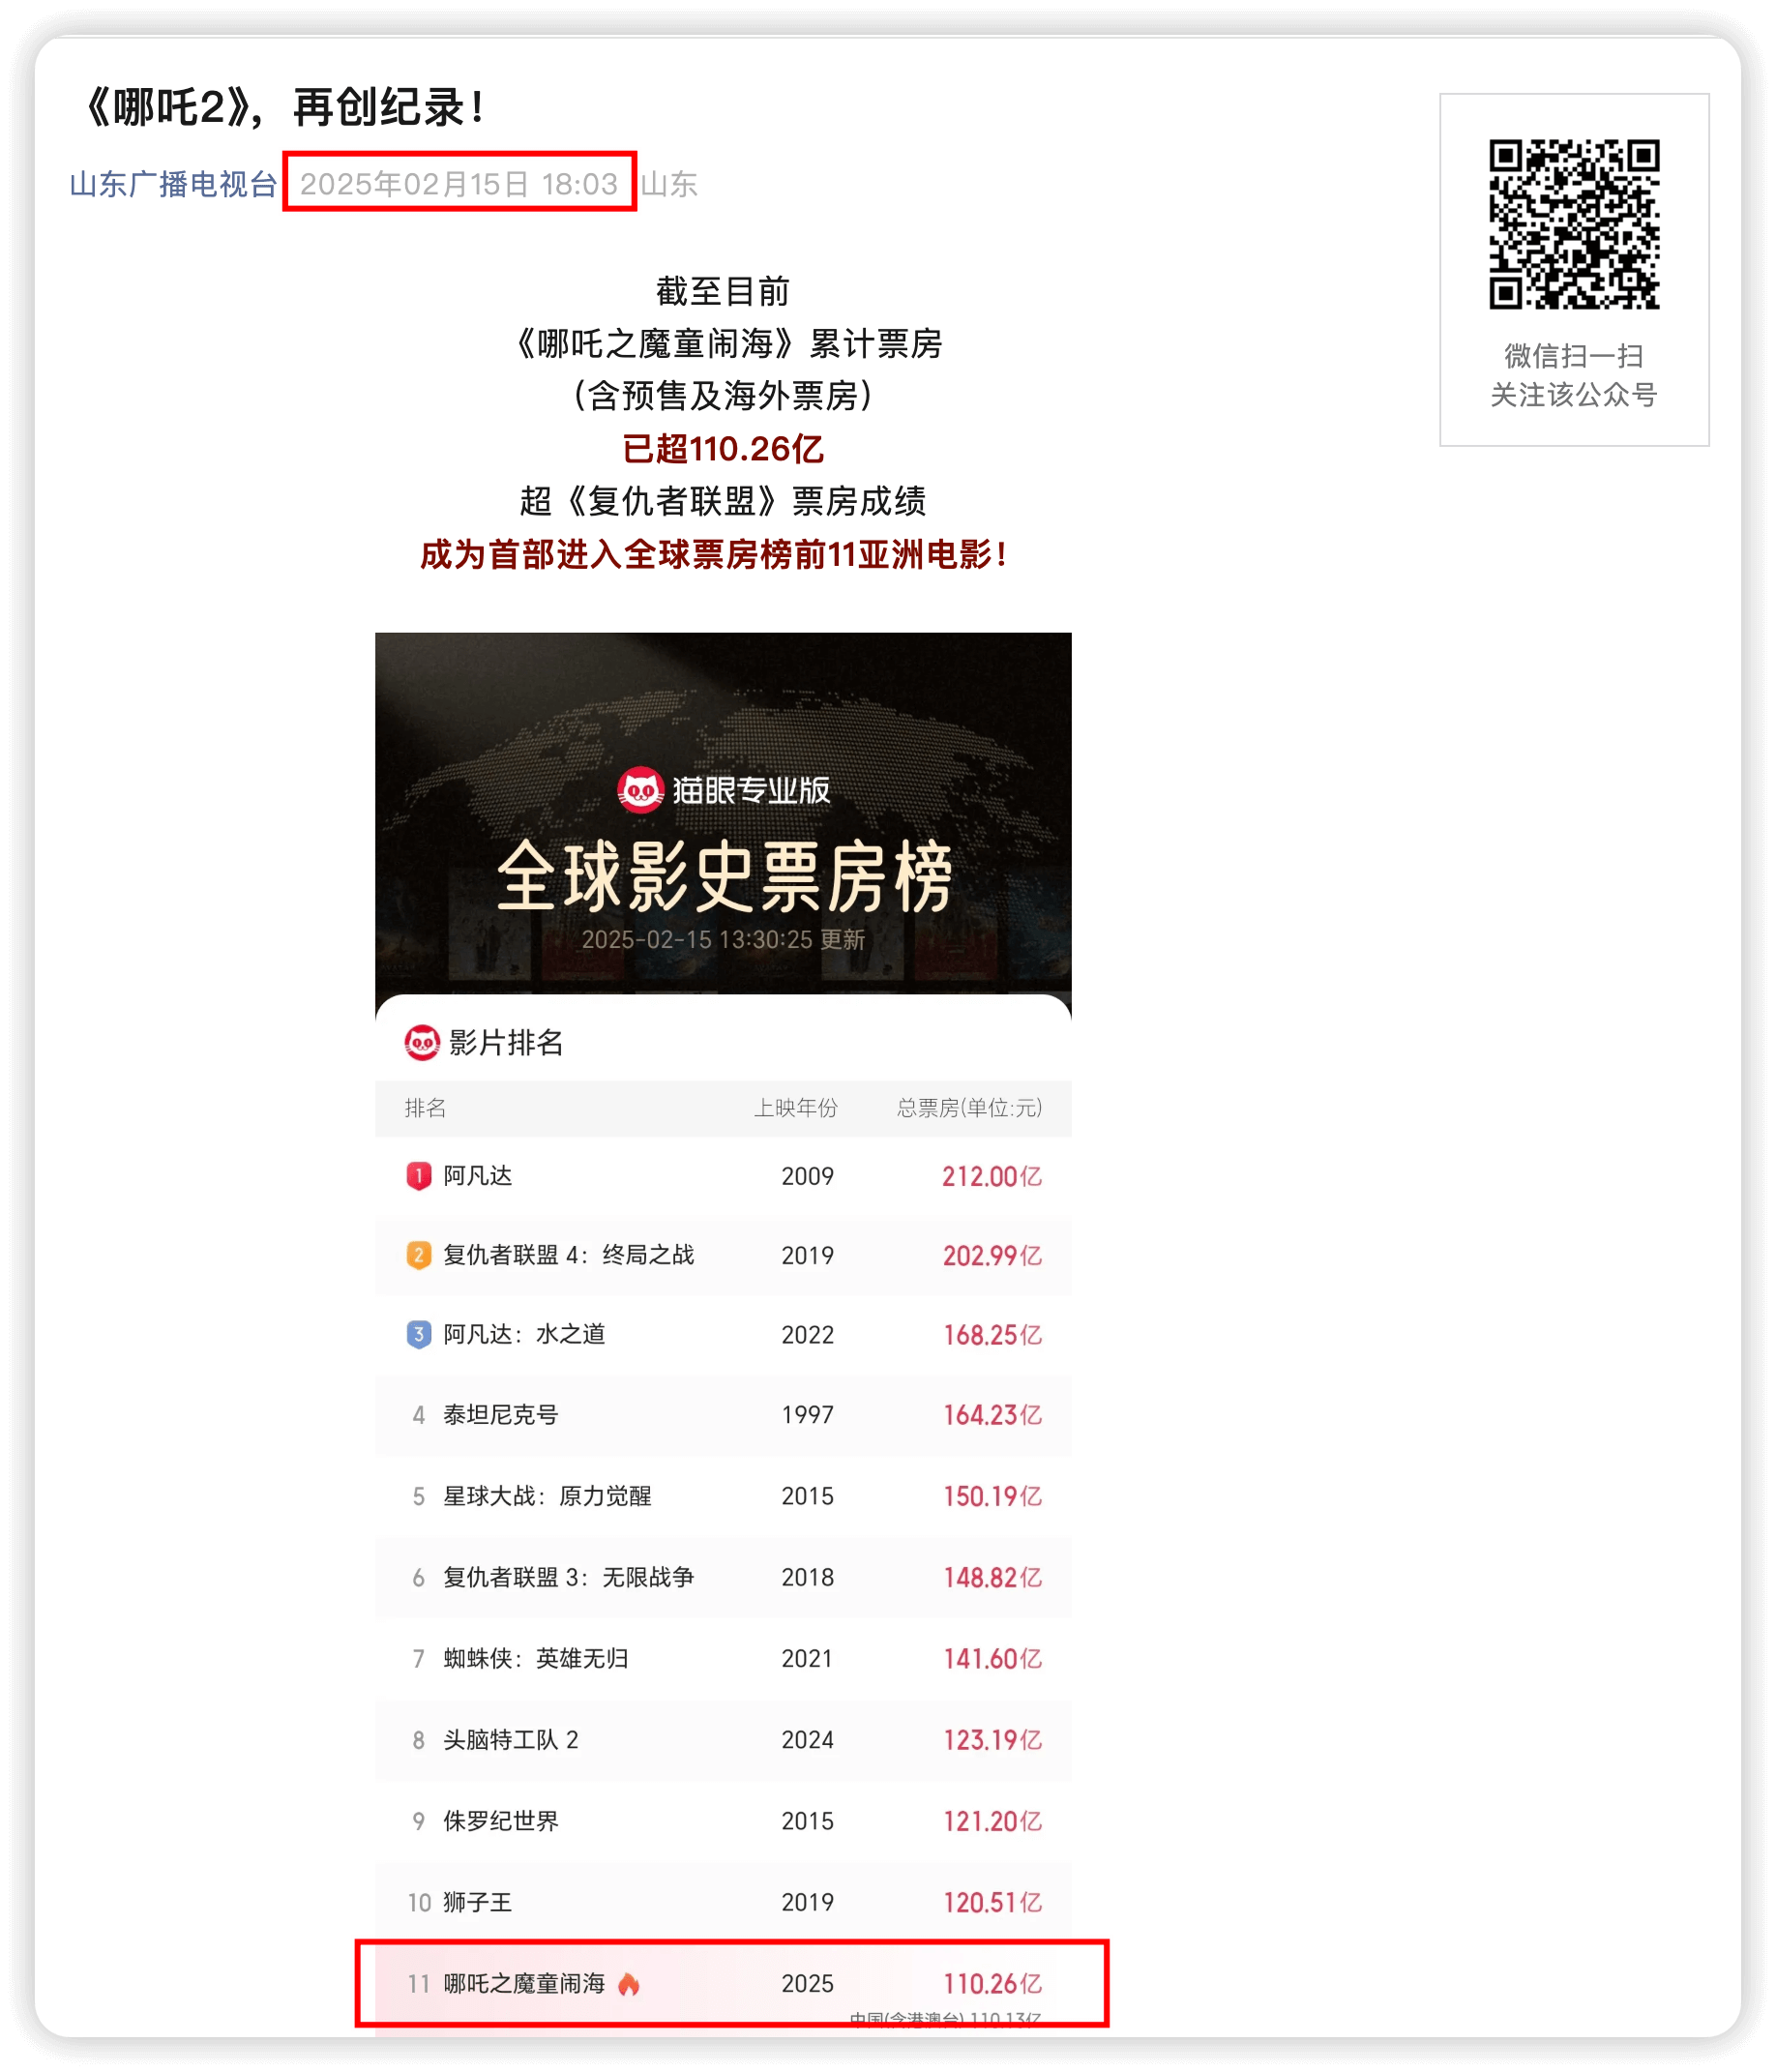 《哪吒2》，再创纪录！
山东广播电视台 2025年02月15日 18:03 山东
微信扫一扫
关注该公众号
截至目前
《哪吒之魔童闹海》累计票房
（含预售及海外票房）
已超110.26亿
超《复仇者联盟》票房成绩
成为首部进入全球票房榜前11亚洲电影！
猫眼专业版
全球影史票房榜
2025-02-15 13:30:25 更新
影片排名
排名 上映年份 总票房(单位:元)
1 阿凡达 2009 212.00亿
2 复仇者联盟 4：终局之战 2019 202.99亿
3 阿凡达：水之道 2022 168.25亿
4 泰坦尼克号 1997 164.23亿
5 星球大战：原力觉醒 2015 150.19亿
6 复仇者联盟 3：无限战争 2018 148.82亿
7 蜘蛛侠：英雄无归 2021 141.60亿
8 头脑特工队 2 2024 123.19亿
9 侏罗纪世界 2015 121.20亿
10 狮子王 2019 120.51亿
11 哪吒之魔童闹海 2025 110.26亿
中国(含港澳台) 110.13亿